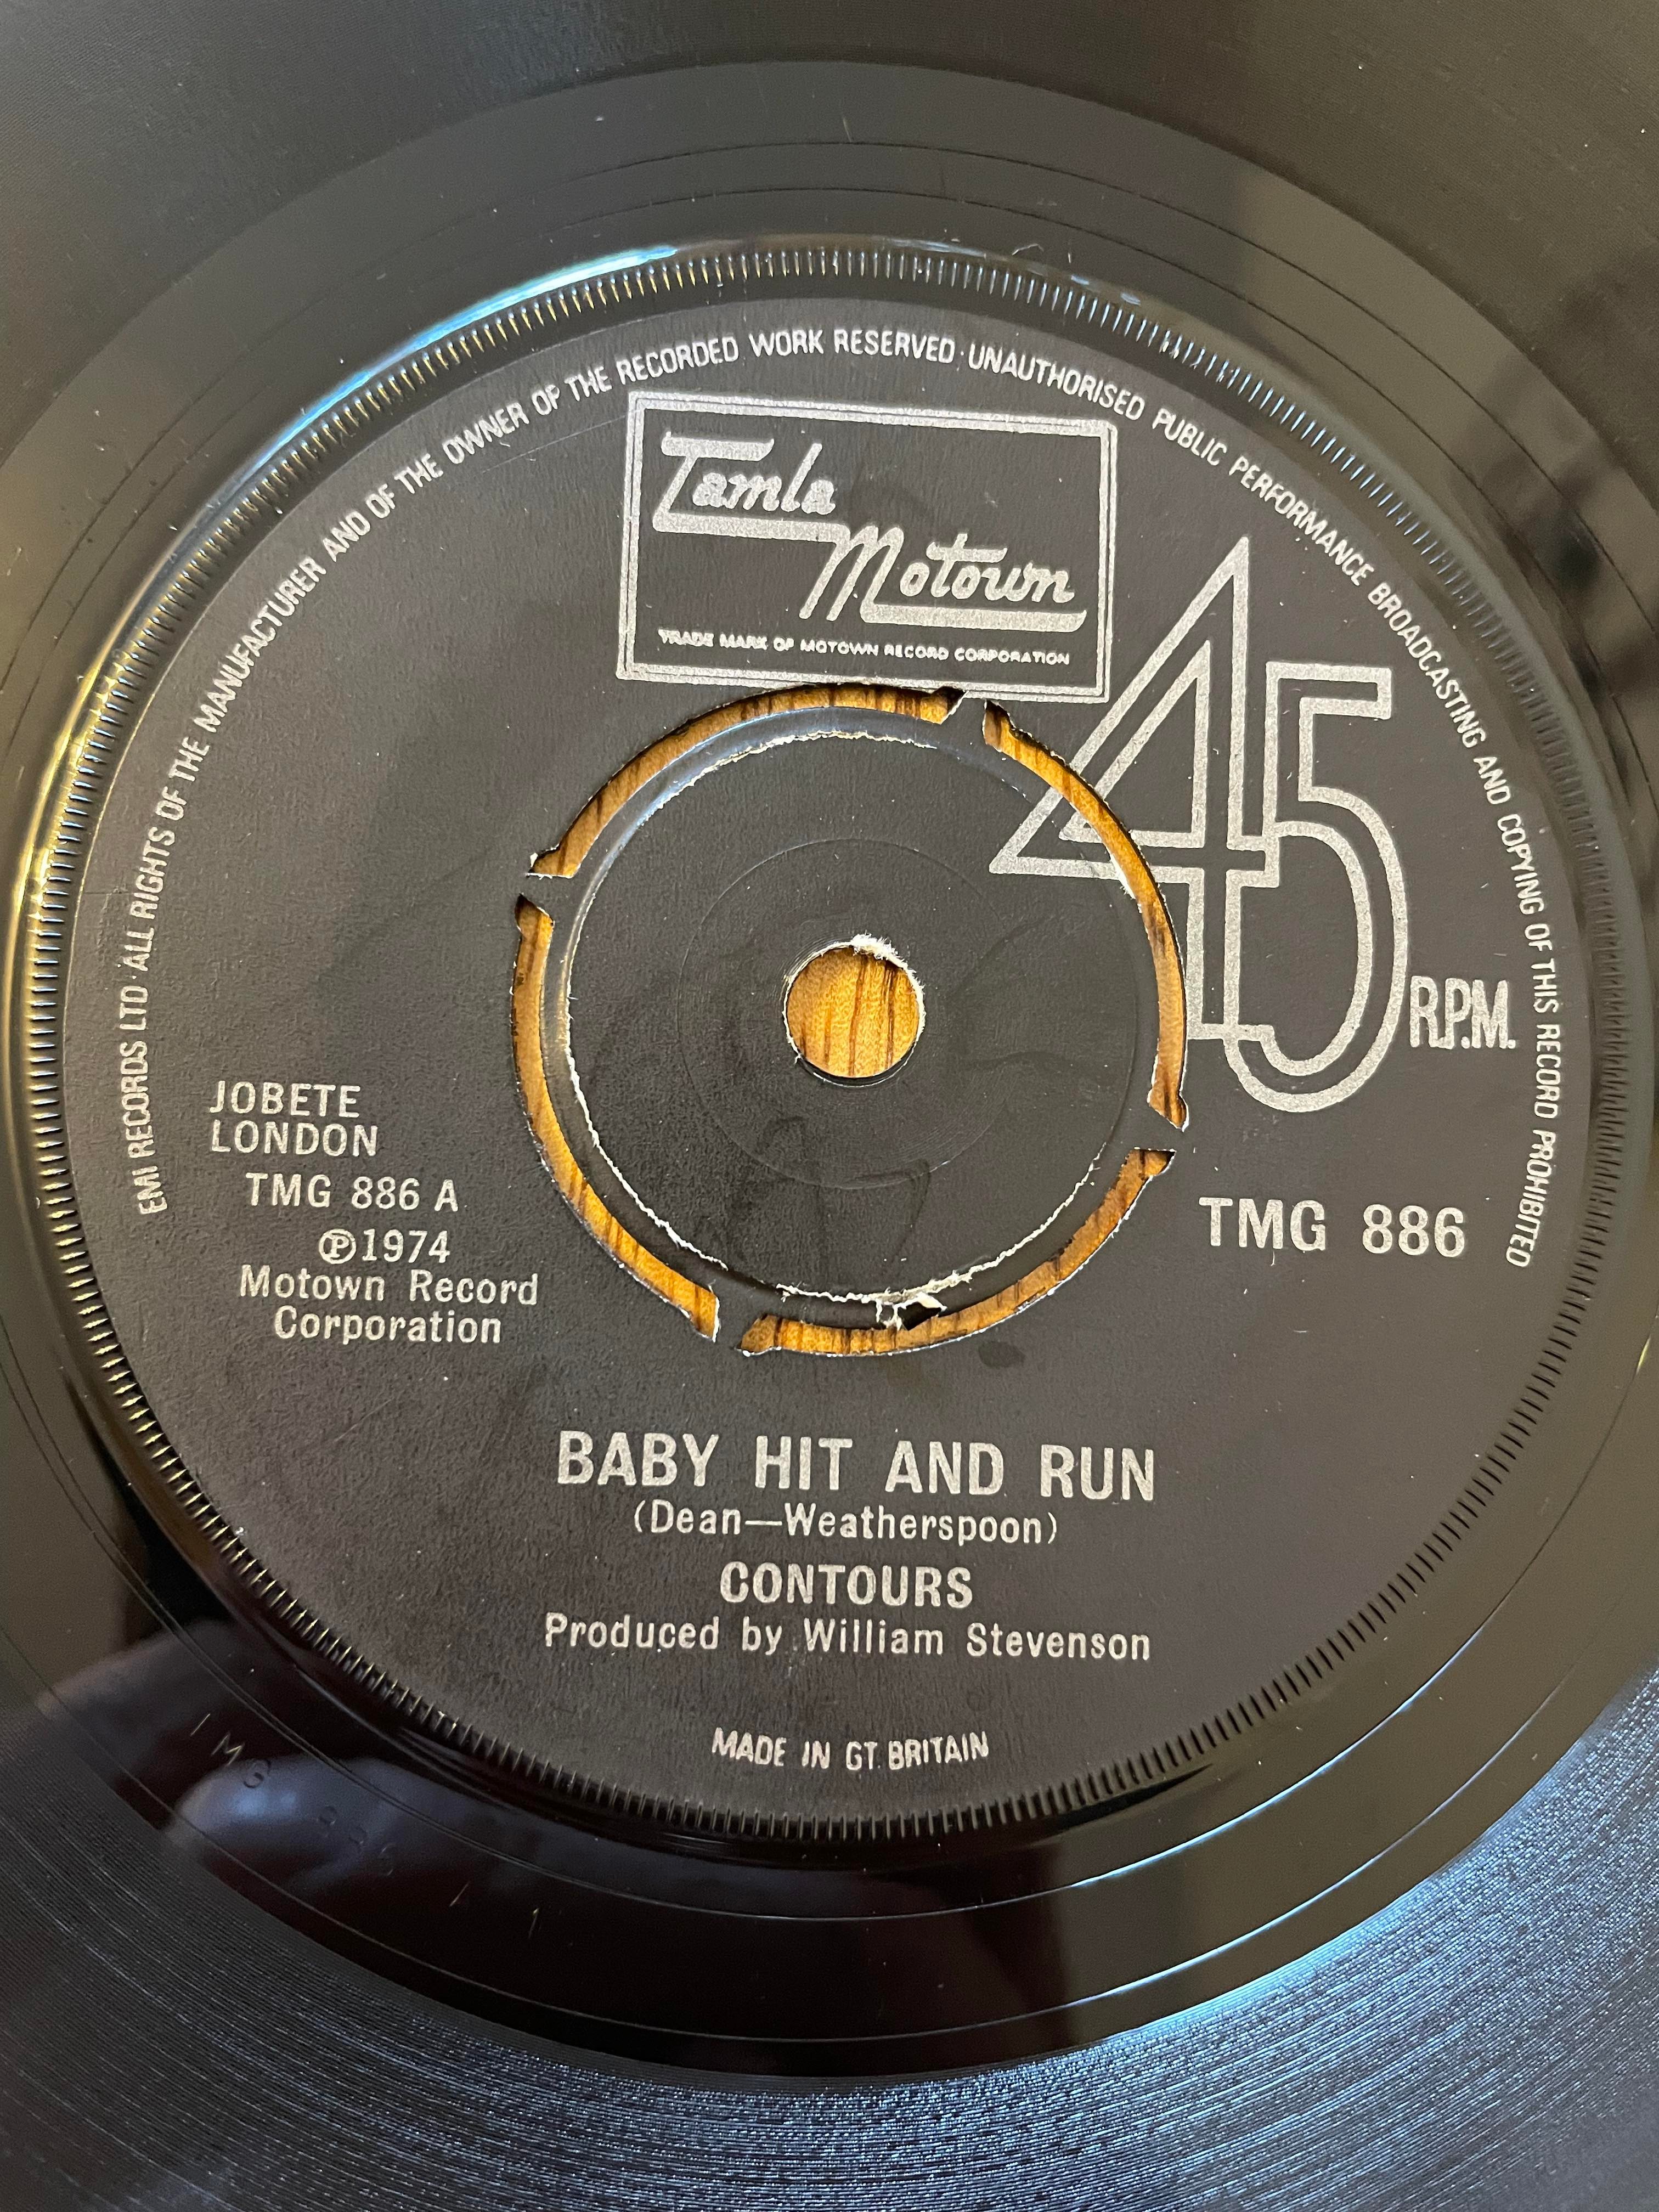 EMI RECORDS LTD · ALL RIGHTS OF THE MANUFACTURER AND OF THE OWNER OF THE RECORDED WORK RESERVED · UNAUTHORISED PUBLIC PERFORMANCE BROADCASTING AND COPYING OF THIS RECORD PROHIBITED
Tamla
Motown
TRADE MARK OF MOTOWN RECORD CORPORATION
45
R.P.M.
JOBETE
LONDON
TMG 886 A
℗1974
Motown Record
Corporation
TMG 886
BABY HIT AND RUN
(Dean—Weatherspoon)
CONTOURS
Produced by William Stevenson
MADE IN GT. BRITAIN